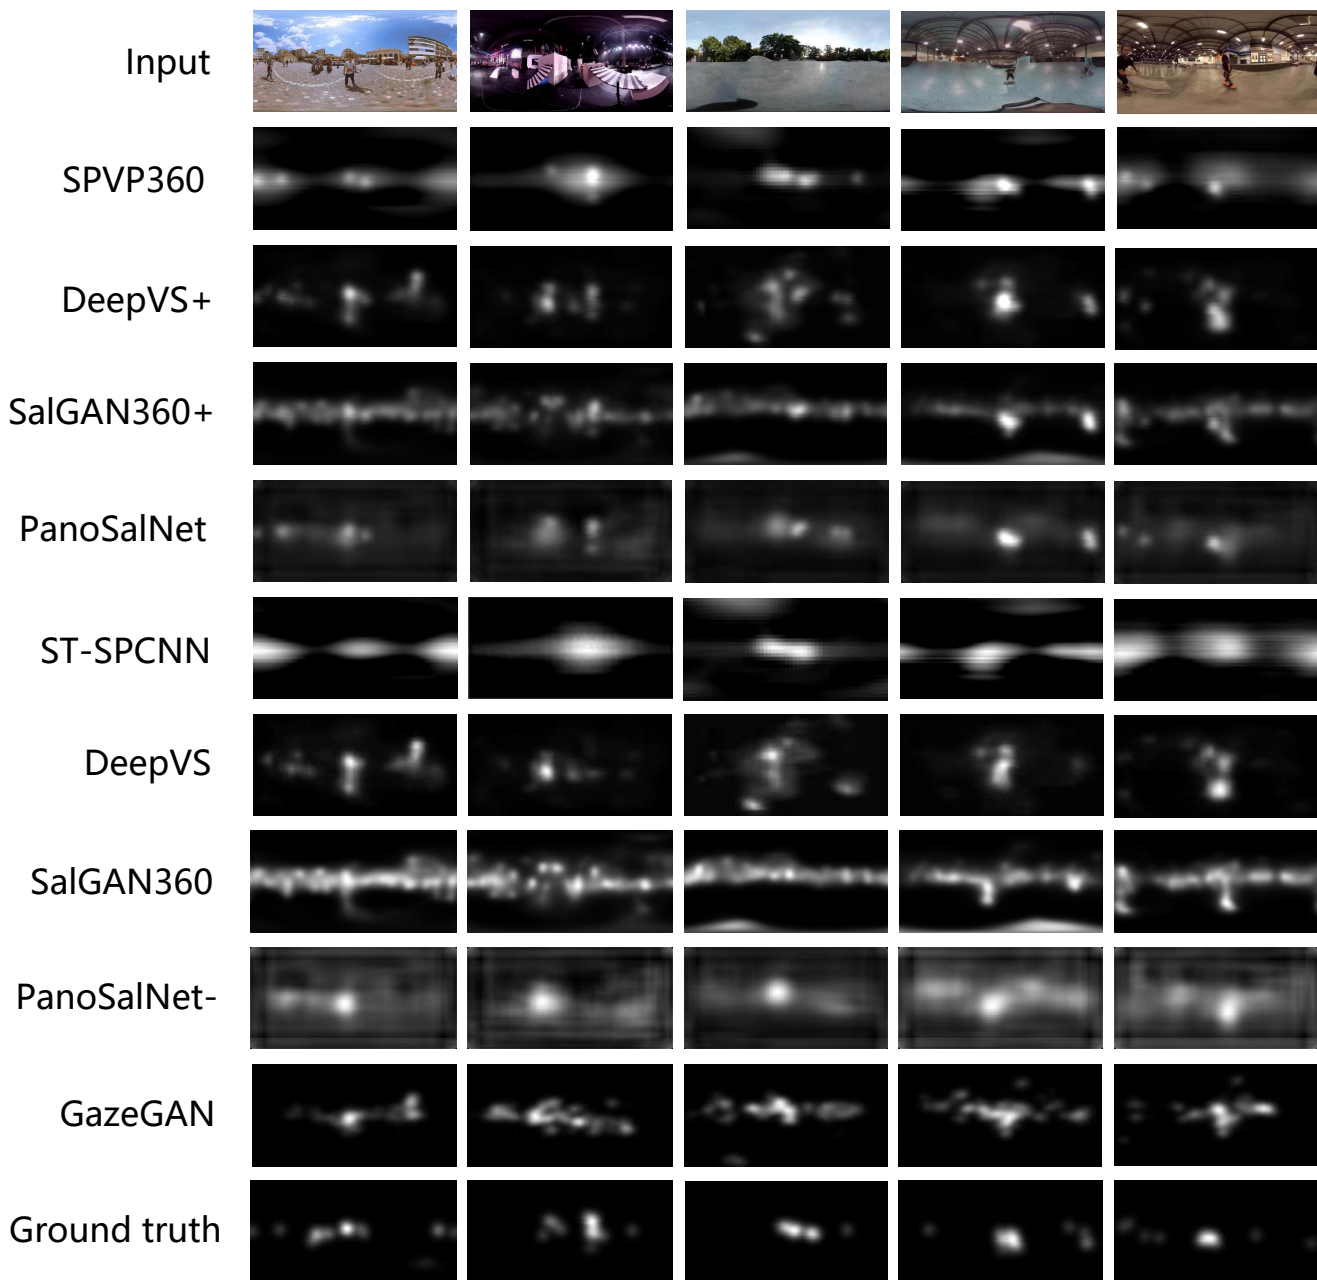 Input
SPVP360
DeepVS+
SalGAN360+
PanoSalNet
ST-SPCNN
DeepVS
SalGAN360
PanoSalNet-
GazeGAN
Ground truth